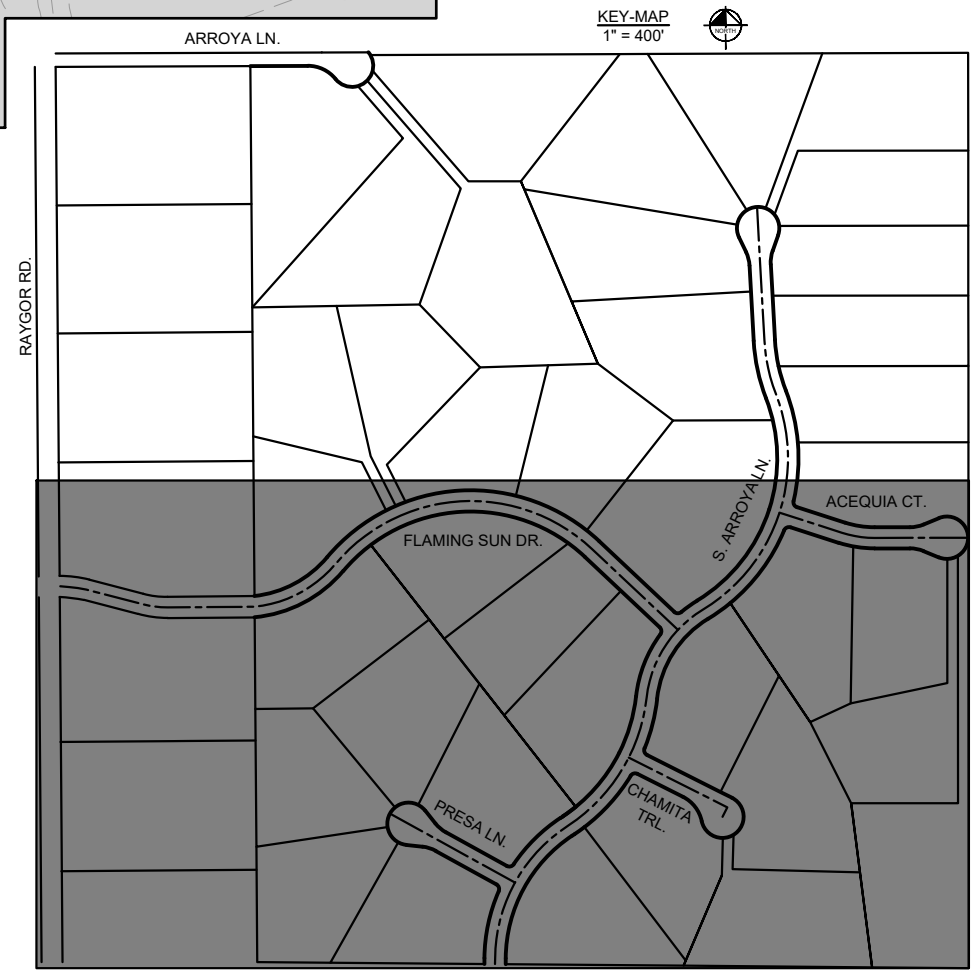 KEY-MAP
1" = 400'
NORTH
ARROYA LN.
RAYGOR RD.
S. ARROYA LN.
ACEQUIA CT.
FLAMING SUN DR.
CHAMITA
TRL.
PRESA LN.